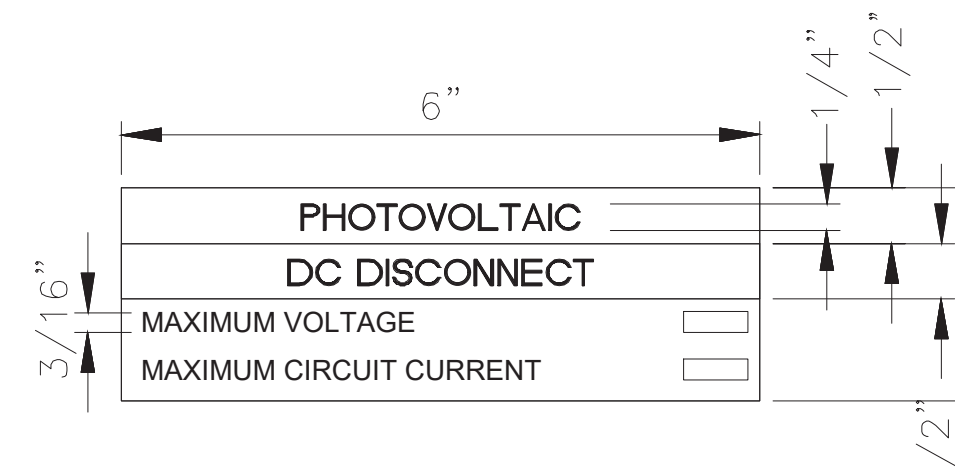 6”
1/4”
1/2”
PHOTOVOLTAIC
DC DISCONNECT
3/16”
MAXIMUM VOLTAGE
MAXIMUM CIRCUIT CURRENT
/2”